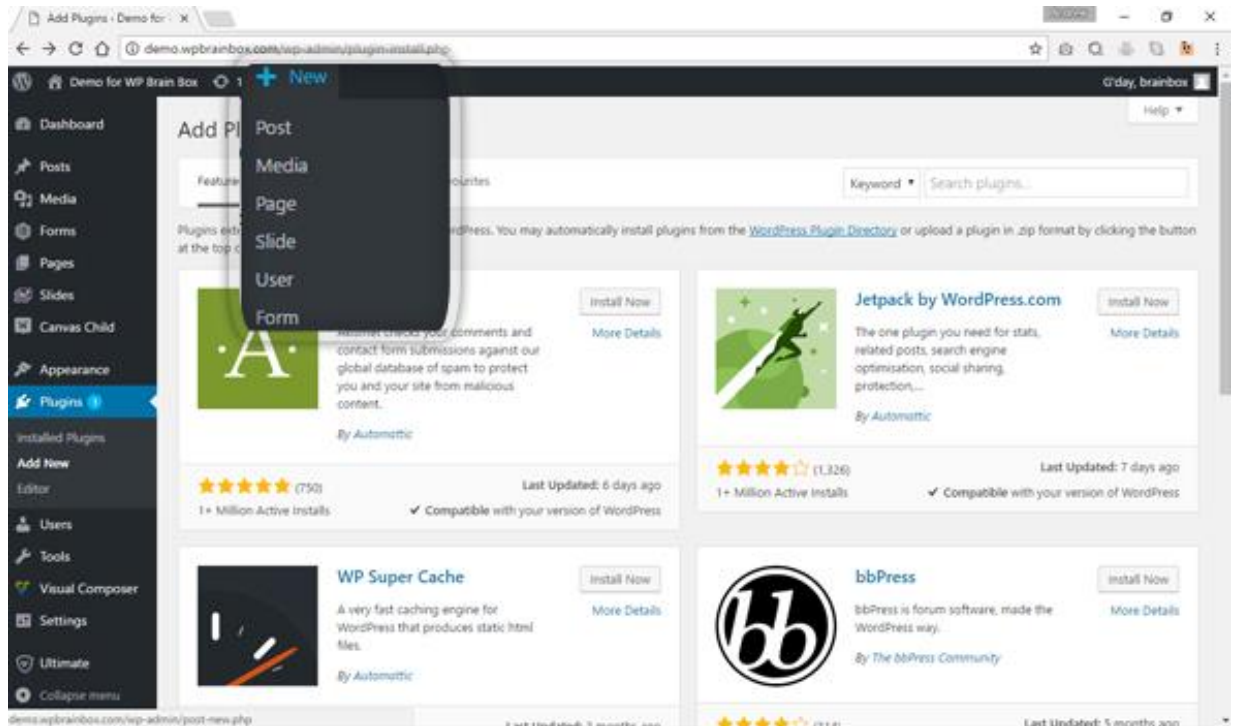 Add Plugins ‹ Demo for
demo.wpbrainbox.com/wp-admin/plugin-install.php
Demo for WP Brain Box 1 + New G'day, brainbox
Help ▼
Dashboard
Posts
Media
Forms
Pages
Slides
Canvas Child
Appearance
Plugins 1
Installed Plugins
Add New
Editor
Users
Tools
Visual Composer
Settings
Ultimate
Collapse menu
Post
Media
Page
Slide
User
Form
Add Pl
Keyword ▼ Search plugins...
You may automatically install plugins from the WordPress Plugin Directory or upload a plugin in .zip format by clicking the button
at the top
A
Install Now
More Details
checks your comments and
contact form submissions against our
global database of spam to protect
you and your site from malicious
content.
By Automattic
(750)
Last Updated: 6 days ago
1+ Million Active Installs
✔ Compatible with your version of WordPress
Jetpack by WordPress.com
Install Now
More Details
The one plugin you need for stats,
related posts, search engine
optimisation, social sharing,
protection,...
By Automattic
(1,326)
Last Updated: 7 days ago
1+ Million Active Installs
✔ Compatible with your version of WordPress
WP Super Cache
Install Now
More Details
A very fast caching engine for
WordPress that produces static html
files.
By Automattic
bb
bbPress
Install Now
More Details
bbPress is forum software, made the
WordPress way.
By The bbPress Community
Last Updated: 5 months ago
demo.wpbrainbox.com/wp-admin/post-new.php